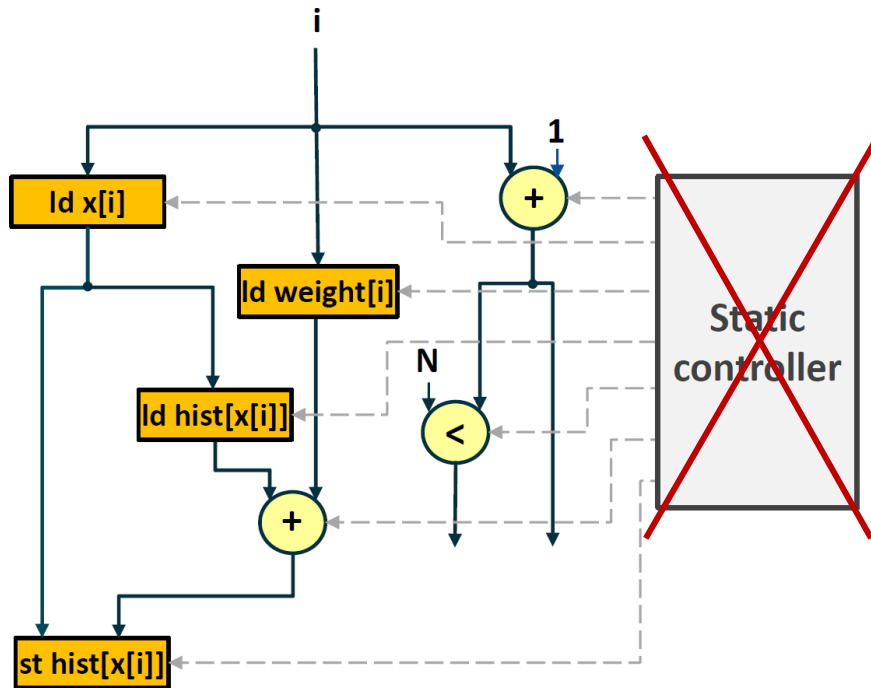 i
1
ld x[i]
+
ld weight[i]
Static
controller
N
ld hist[x[i]]
<
+
st hist[x[i]]